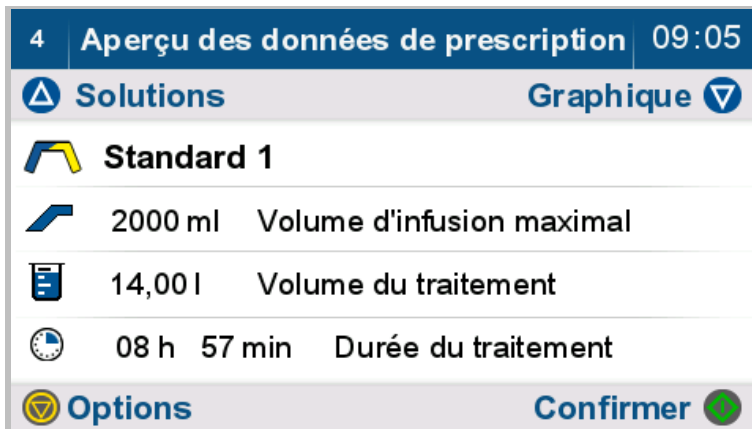 4 Aperçu des données de prescription 09:05
Solutions Graphique
Standard 1
2000 ml Volume d'infusion maximal
14,00 l Volume du traitement
08 h 57 min Durée du traitement
Options Confirmer